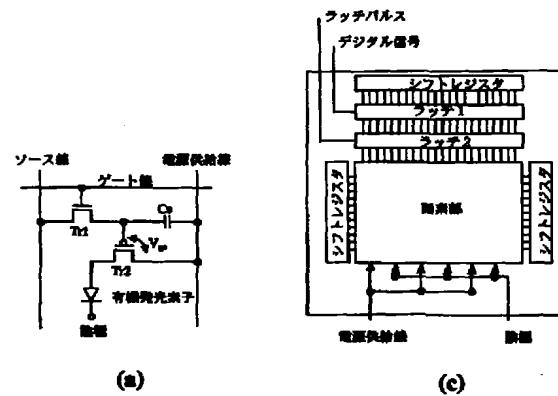 ソース線
電源供給線
ゲート線
Tr1
Cs
Tr2
有機発光素子
陰極
(a)
ラッチパルス
デジタル信号
シフトレジスタ
ラッチ1
ラッチ2
シフトレジスタ
画素部
シフトレジスタ
電源供給線
陰極
(c)